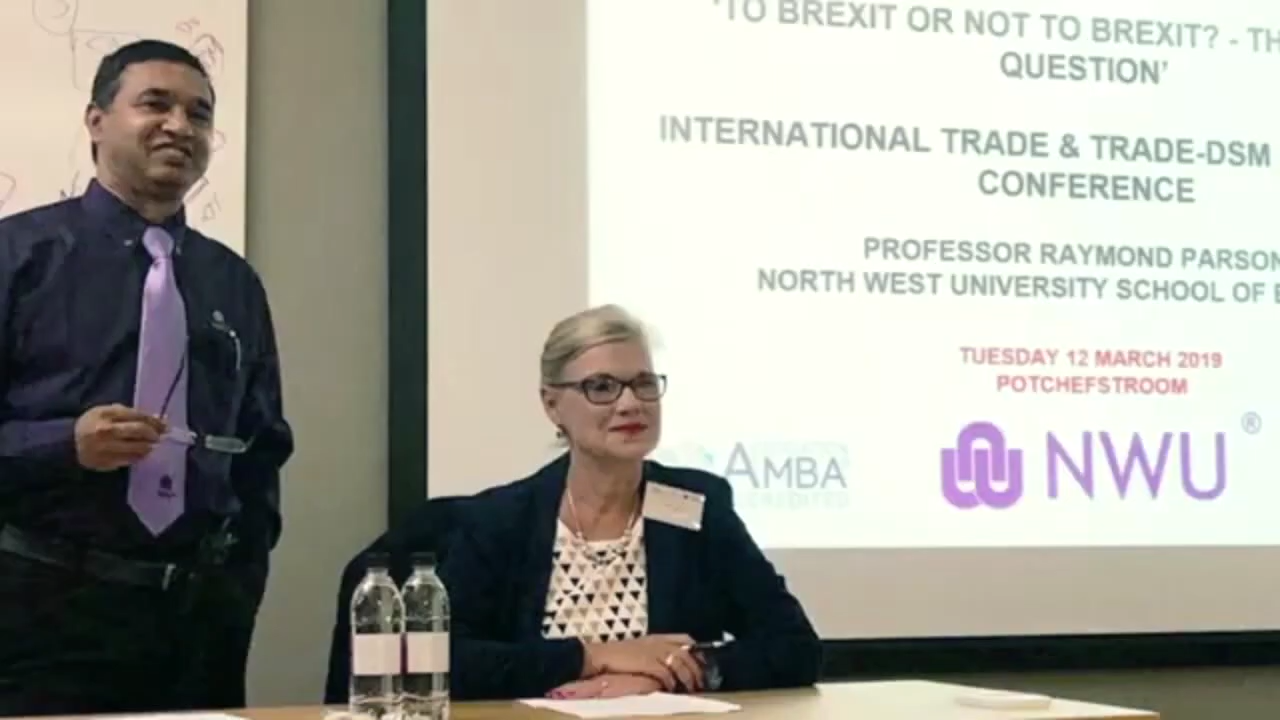 'TO BREXIT OR NOT TO BREXIT? - TH
QUESTION'
INTERNATIONAL TRADE & TRADE-DSM
CONFERENCE
PROFESSOR RAYMOND PARSON
NORTH WEST UNIVERSITY SCHOOL OF
TUESDAY 12 MARCH 2019
POTCHEFSTROOM
AMBA
NWU®